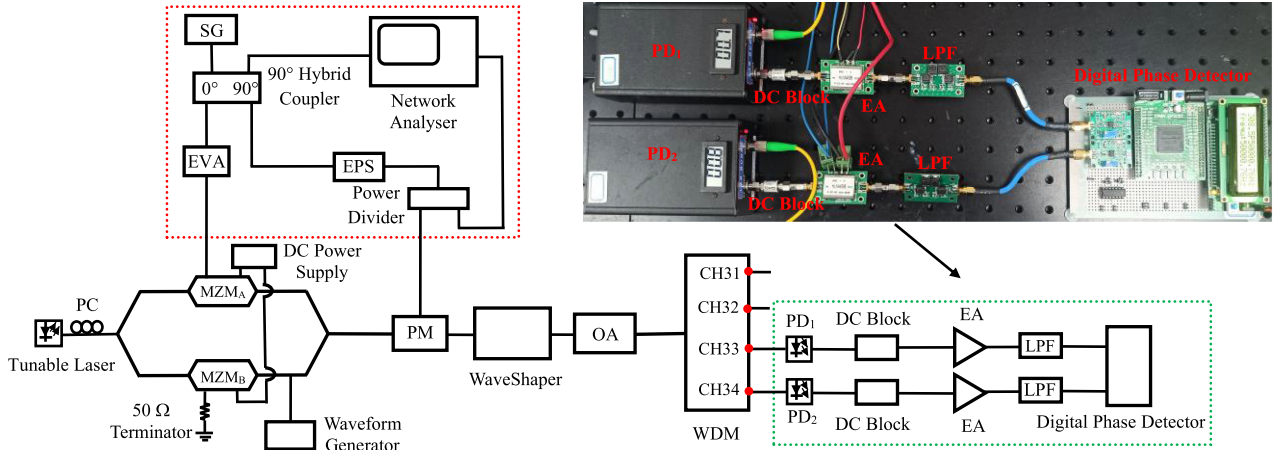 SG
0°
90°
90° Hybrid
Coupler
Network
Analyser
EVA
EPS
Power
Divider
DC Power
Supply
PC
Tunable Laser
MZMA
MZMB
50 Ω
Terminator
Waveform
Generator
PM
WaveShaper
OA
CH31
CH32
CH33
CH34
WDM
PD1
DC Block
EA
LPF
PD2
DC Block
EA
LPF
Digital Phase Detector
PD1
DC Block
EA
LPF
PD2
DC Block
EA
LPF
Digital Phase Detector